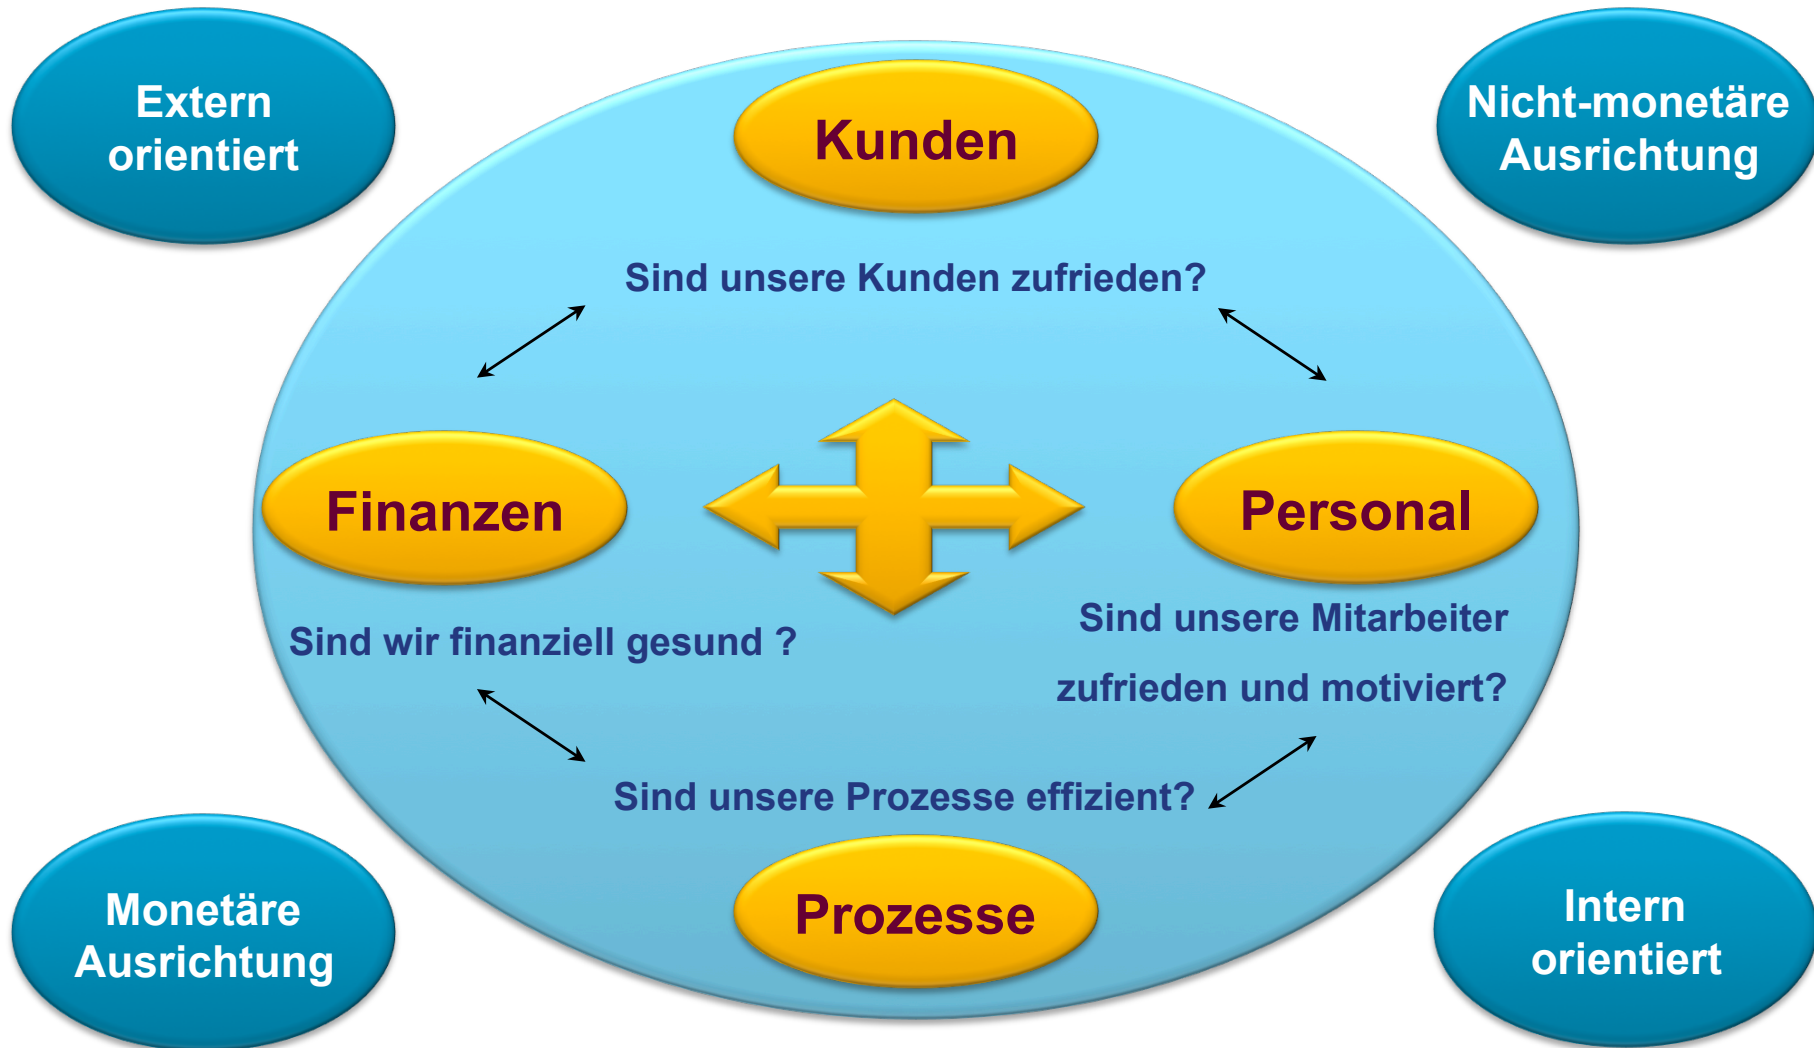 Extern
orientiert
Kunden
Nicht-monetäre
Ausrichtung
Sind unsere Kunden zufrieden?
Finanzen
Personal
Sind wir finanziell gesund ?
Sind unsere Mitarbeiter
zufrieden und motiviert?
Sind unsere Prozesse effizient?
Monetäre
Ausrichtung
Prozesse
Intern
orientiert